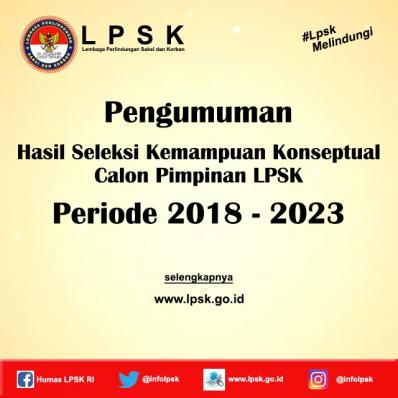 LPSK
Lembaga Perlindungan Saksi dan Korban
#Lpsk
Melindungi
Pengumuman
Hasil Seleksi Kemampuan Konseptual
Calon Pimpinan LPSK
Periode 2018 - 2023
selengkapnya
www.lpsk.go.id
Humas LPSK RI
@infolpsk
www.lpsk.go.id
@infolpsk